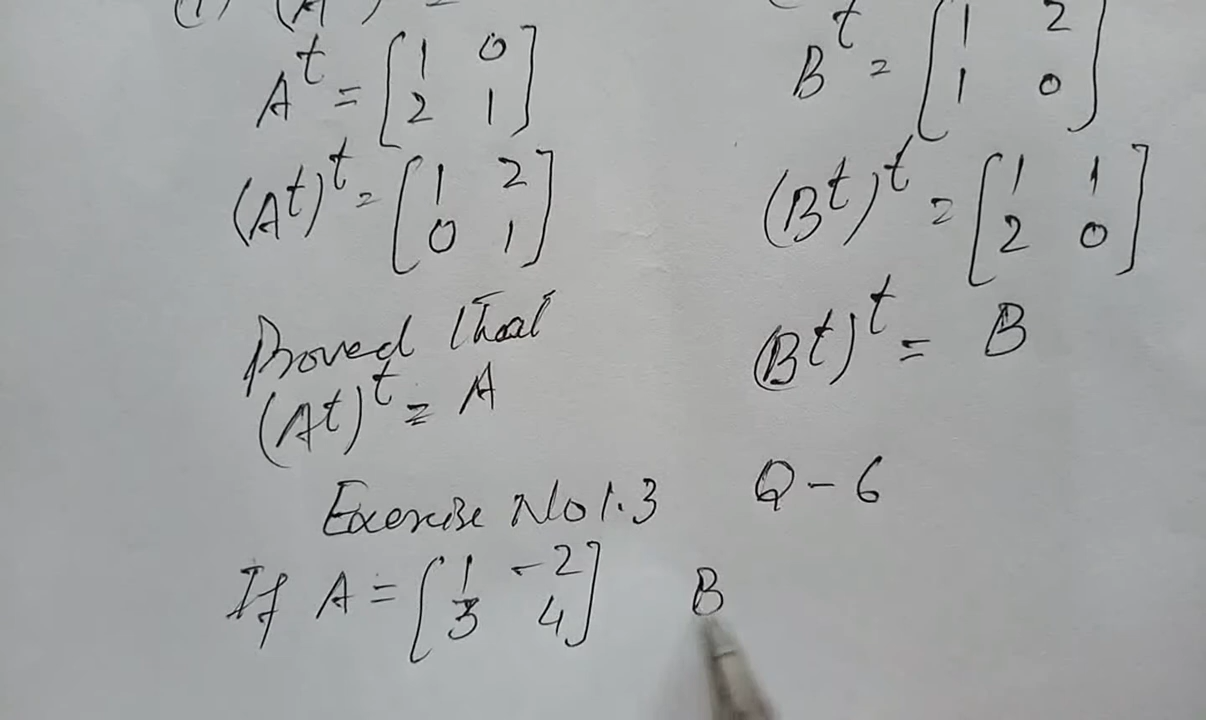 A^t = [1 0
2 1]
B^t = [1 2
1 0]
(A^t)^t = [1 2
0 1]
(B^t)^t = [1 1
2 0]
Proved that
(A^t)^t = A
(B^t)^t = B
Exercise No 1.3 Q-6
If A = [1 -2
3 4] B